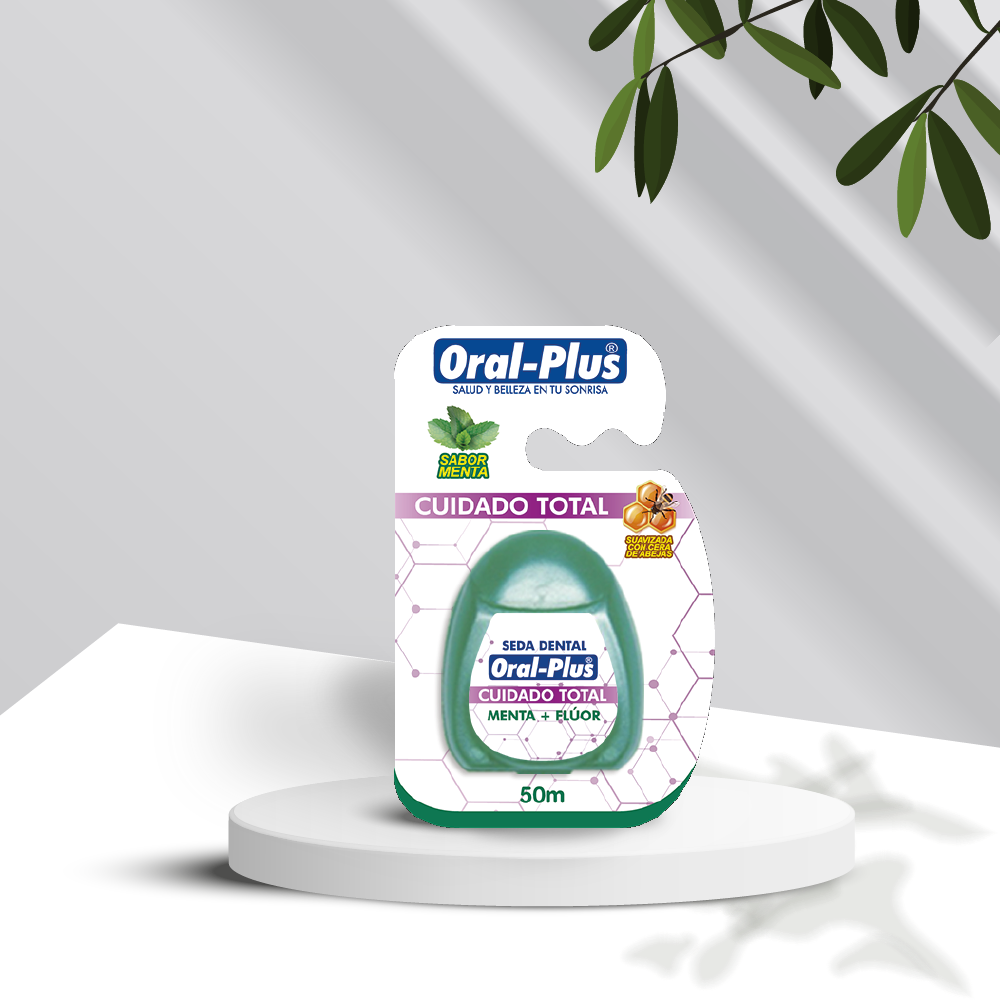 Oral-Plus®
SALUD Y BELLEZA EN TU SONRISA
SABOR
MENTA
CUIDADO TOTAL
SUAVIZADA
CON CERA
DE ABEJAS
SEDA DENTAL
Oral-Plus®
CUIDADO TOTAL
MENTA + FLÚOR
50m